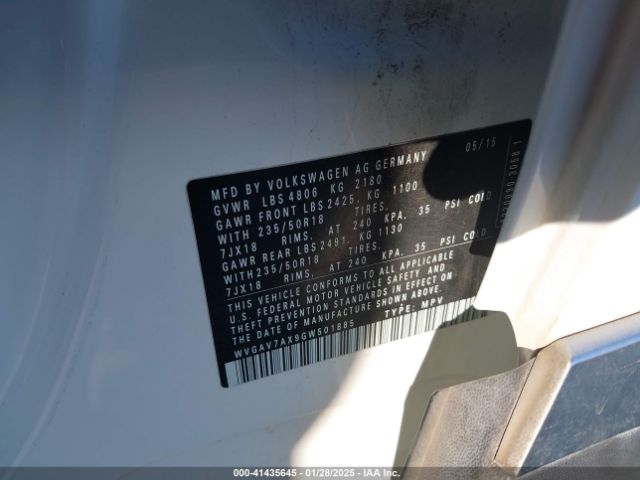 MFD BY VOLKSWAGEN AG GERMANY 05/15
GVWR LBS 4806 KG 2180
GAWR FRONT LBS 2425, KG 1100
WITH 235/50R18 TIRES,
7JX18 RIMS, AT 240 KPA, 35 PSI COLD
GAWR REAR LBS 2491, KG 1130
WITH 235/50R18 TIRES,
7JX18 RIMS, AT 240 KPA, 35 PSI COLD
THIS VEHICLE CONFORMS TO ALL APPLICABLE
U.S. FEDERAL MOTOR VEHICLE SAFETY AND
THEFT PREVENTION STANDARDS IN EFFECT ON
THE DATE OF MANUFACTURE SHOWN ABOVE.
WVGAV7AX9GW501885 TYPE: MPV
000-41435645 | 01/28/2025 | IAA Inc.